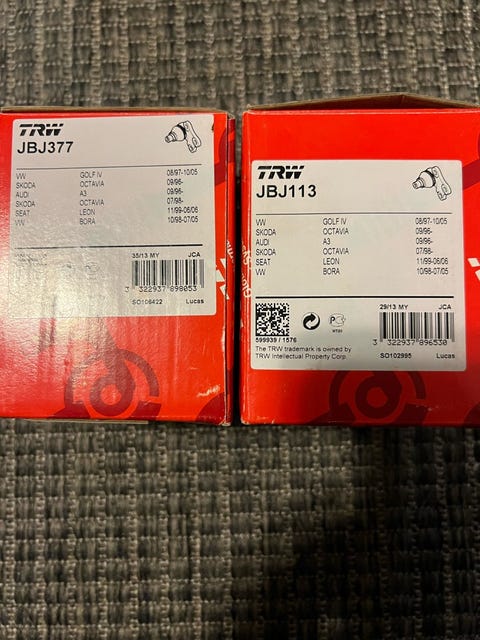 TRW
JBJ377
VW GOLF IV 08/97-10/05
SKODA OCTAVIA 09/96-
AUDI A3 09/96-
SKODA OCTAVIA 07/98-
SEAT LEON 11/99-06/06
VW BORA 10/98-07/05
35/13 MY JCA
3 322937 898053
SO106422 Lucas
TRW
JBJ113
VW GOLF IV 08/97-10/05
SKODA OCTAVIA 09/96-
AUDI A3 09/96-
SKODA OCTAVIA 07/98-
SEAT LEON 11/99-06/06
VW BORA 10/98-07/05
29/13 MY JCA
599939 / 1576
The TRW trademark is owned by
TRW Intellectual Property Corp.
3 322937 896530
SO102995 Lucas